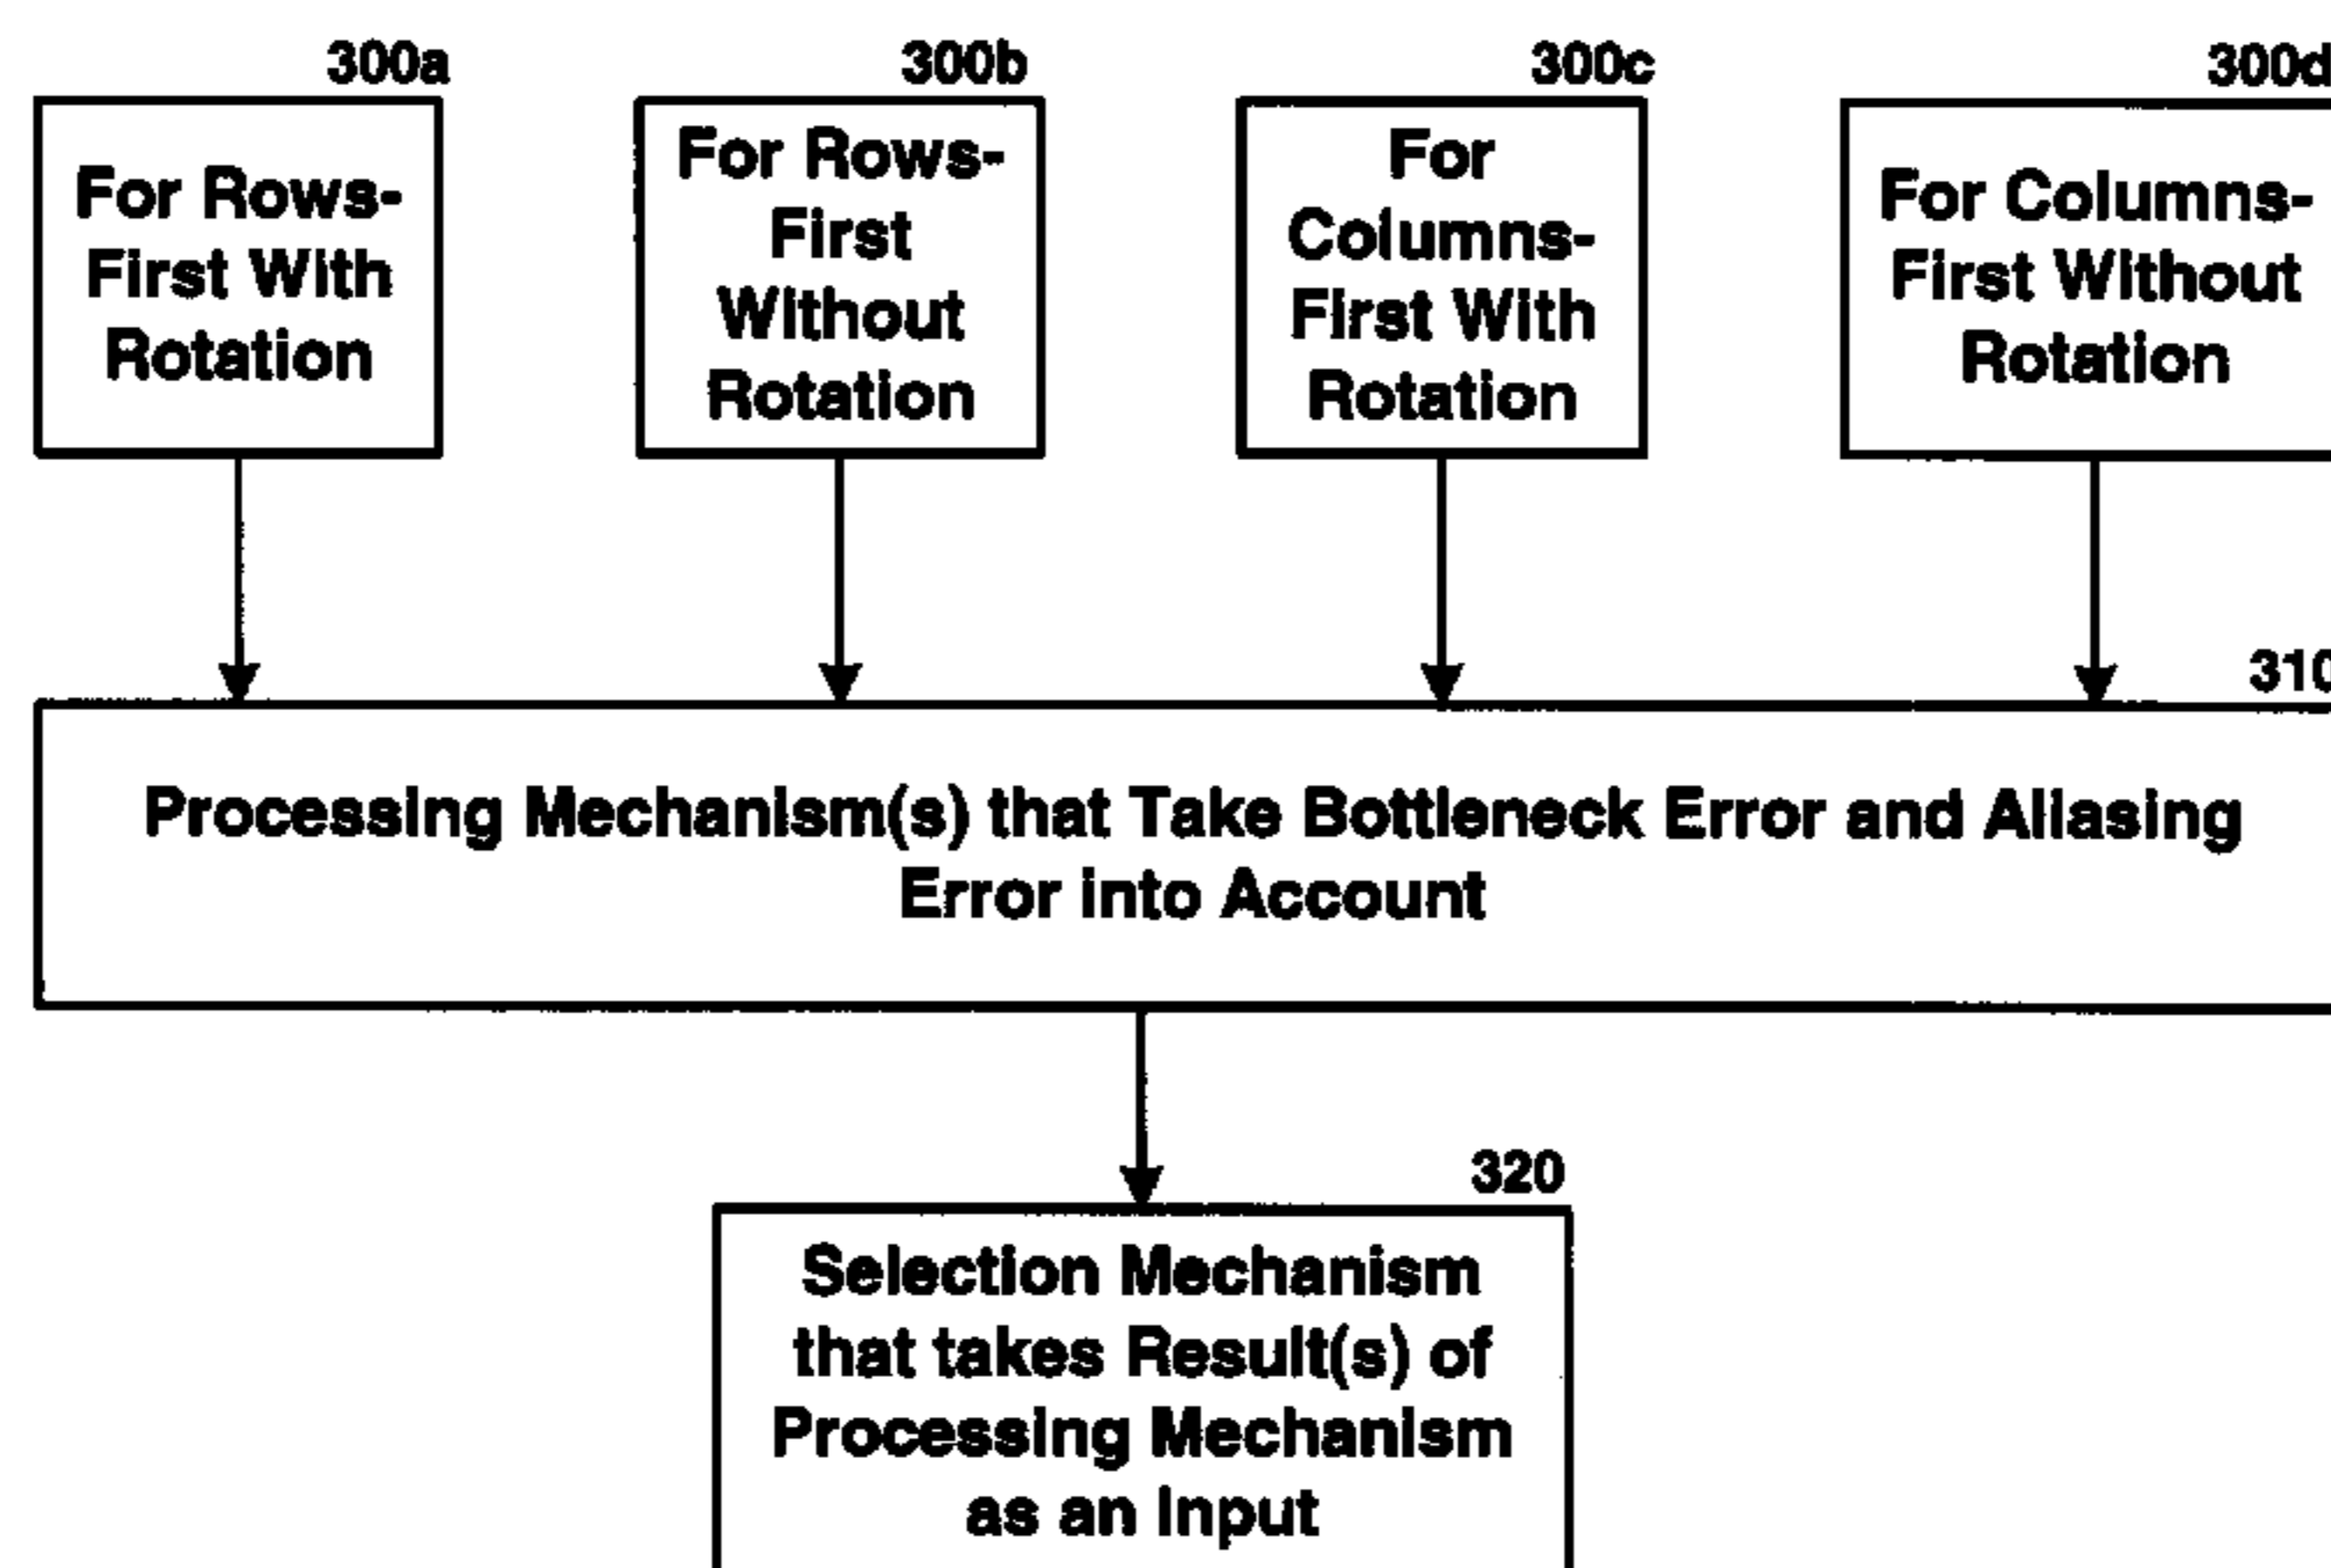 300a
For Rows-
First With
Rotation
300b
For Rows-
First
Without
Rotation
300c
For
Columns-
First With
Rotation
300d
For Columns-
First Without
Rotation
310
Processing Mechanism(s) that Take Bottleneck Error and Aliasing
Error into Account
320
Selection Mechanism
that takes Result(s) of
Processing Mechanism
as an Input